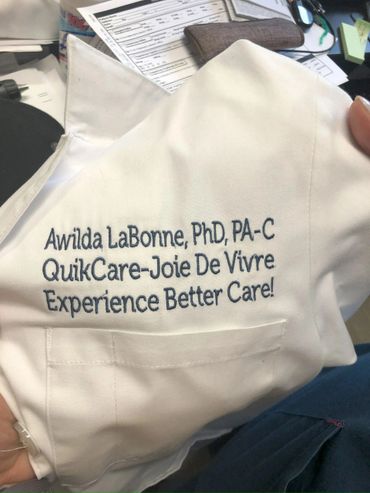 Awilda LaBonne, PhD, PA-C
QuikCare-Joie De Vivre
Experience Better Care!